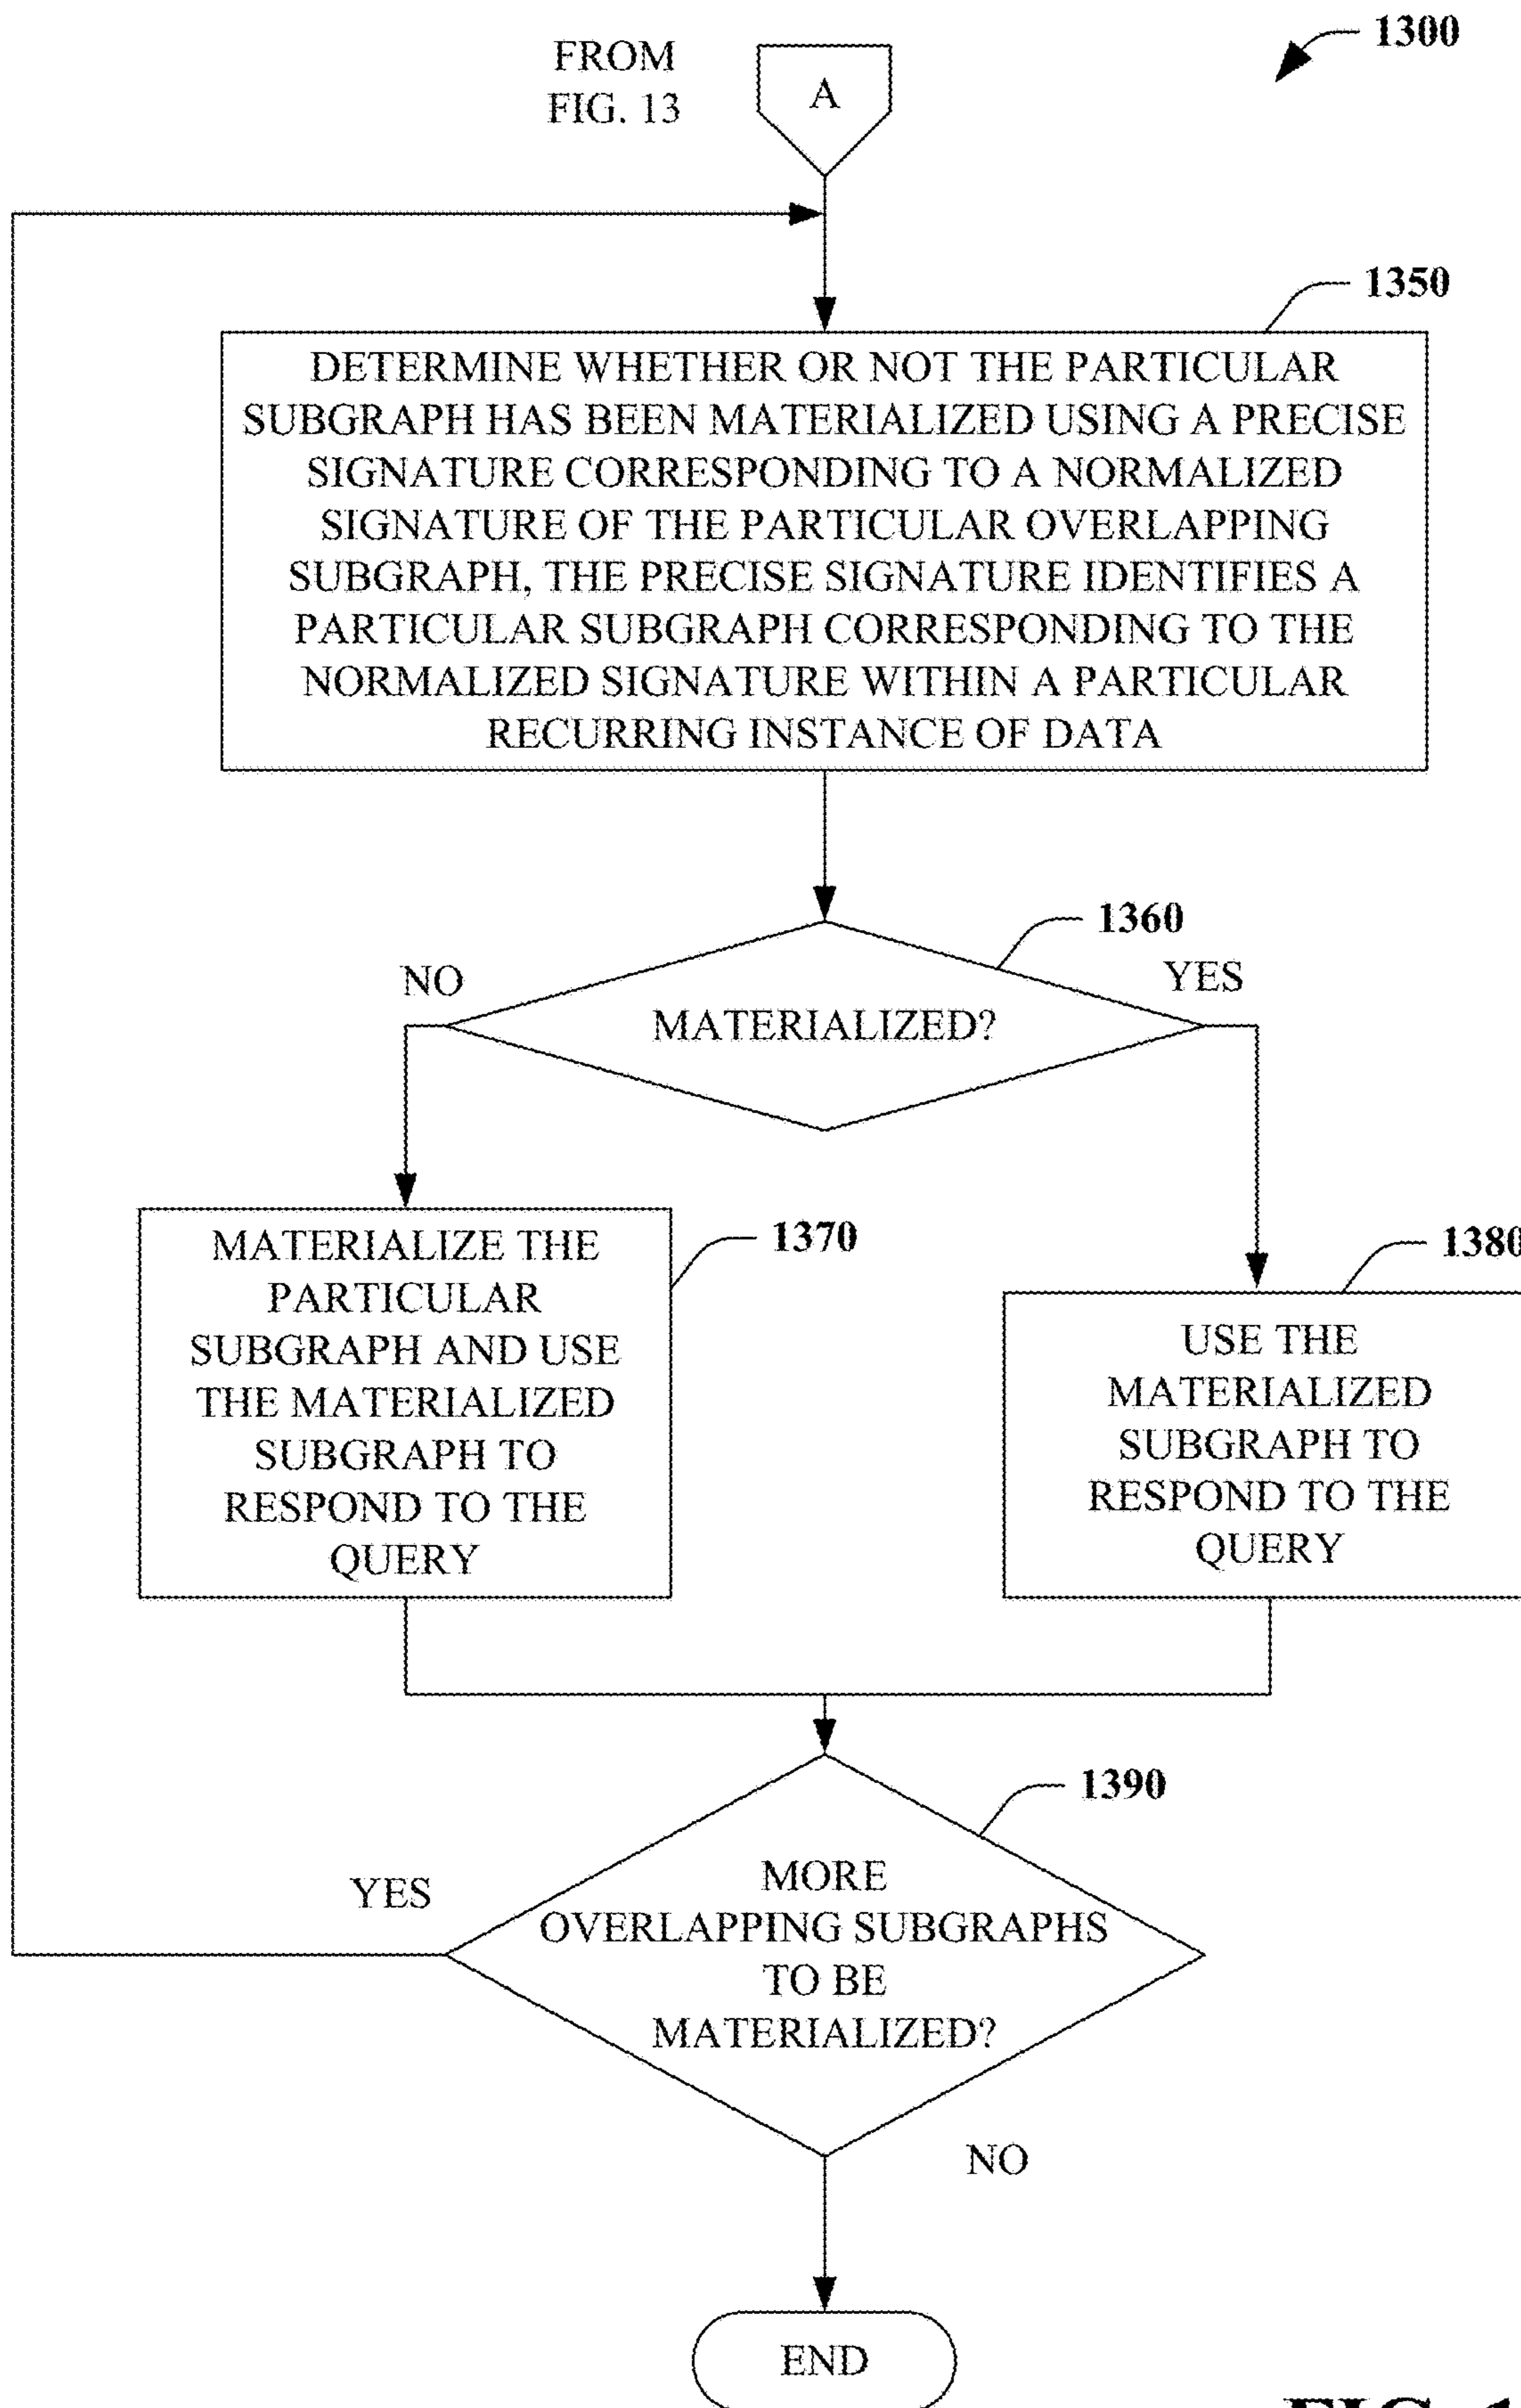 1300
FROM
FIG. 13
A
1350
DETERMINE WHETHER OR NOT THE PARTICULAR
SUBGRAPH HAS BEEN MATERIALIZED USING A PRECISE
SIGNATURE CORRESPONDING TO A NORMALIZED
SIGNATURE OF THE PARTICULAR OVERLAPPING
SUBGRAPH, THE PRECISE SIGNATURE IDENTIFIES A
PARTICULAR SUBGRAPH CORRESPONDING TO THE
NORMALIZED SIGNATURE WITHIN A PARTICULAR
RECURRING INSTANCE OF DATA
1360
NO
YES
MATERIALIZED?
1370
MATERIALIZE THE
PARTICULAR
SUBGRAPH AND USE
THE MATERIALIZED
SUBGRAPH TO
RESPOND TO THE
QUERY
1380
USE THE
MATERIALIZED
SUBGRAPH TO
RESPOND TO THE
QUERY
1390
YES
MORE
OVERLAPPING SUBGRAPHS
TO BE
MATERIALIZED?
NO
END